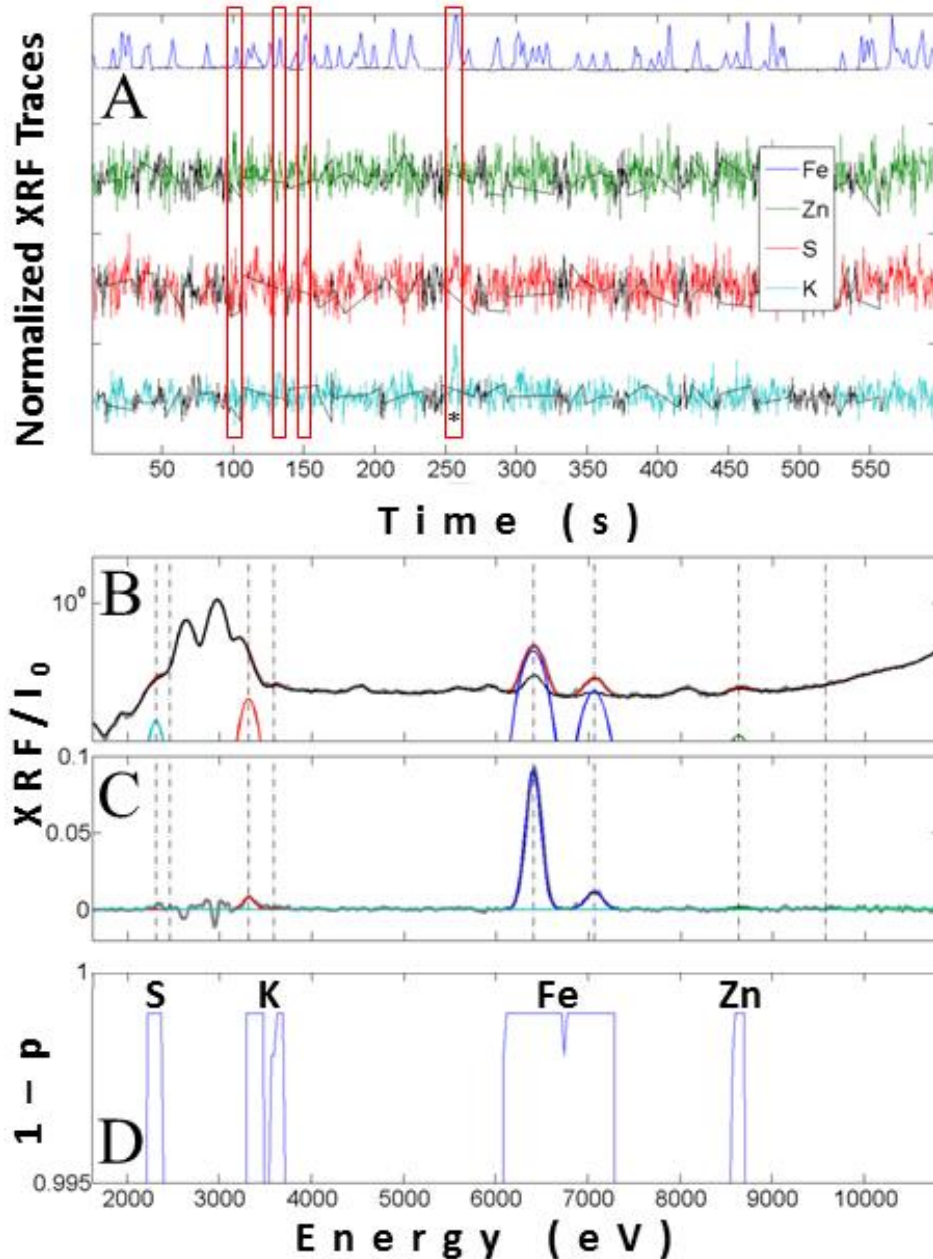 Normalized XRF Traces
A
Fe
Zn
S
K
*
50 100 150 200 250 300 350 400 450 500 550
Time (s)
XRF/I0
B
10^0
C
0.1
0.05
0
1 – p
1
S K Fe Zn
D
0.995
2000 3000 4000 5000 6000 7000 8000 9000 10000
Energy (eV)